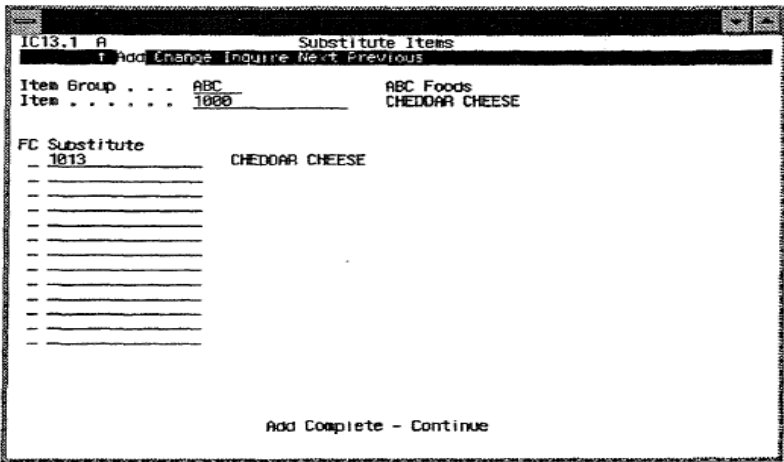 IC13.1 A Substitute Items
↑ Add Change Inquire Next Previous
Item Group . . . ABC ABC Foods
Item . . . . . . 1000 CHEDDAR CHEESE
FC Substitute
1013 CHEDDAR CHEESE
Add Complete - Continue